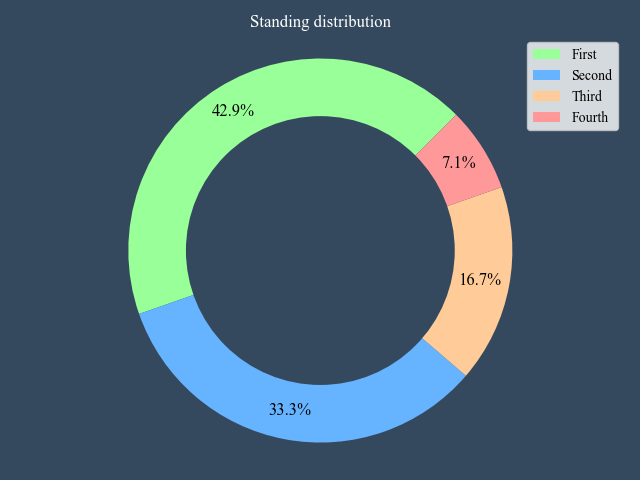 Standing distribution
First
Second
Third
Fourth
42.9%
7.1%
16.7%
33.3%